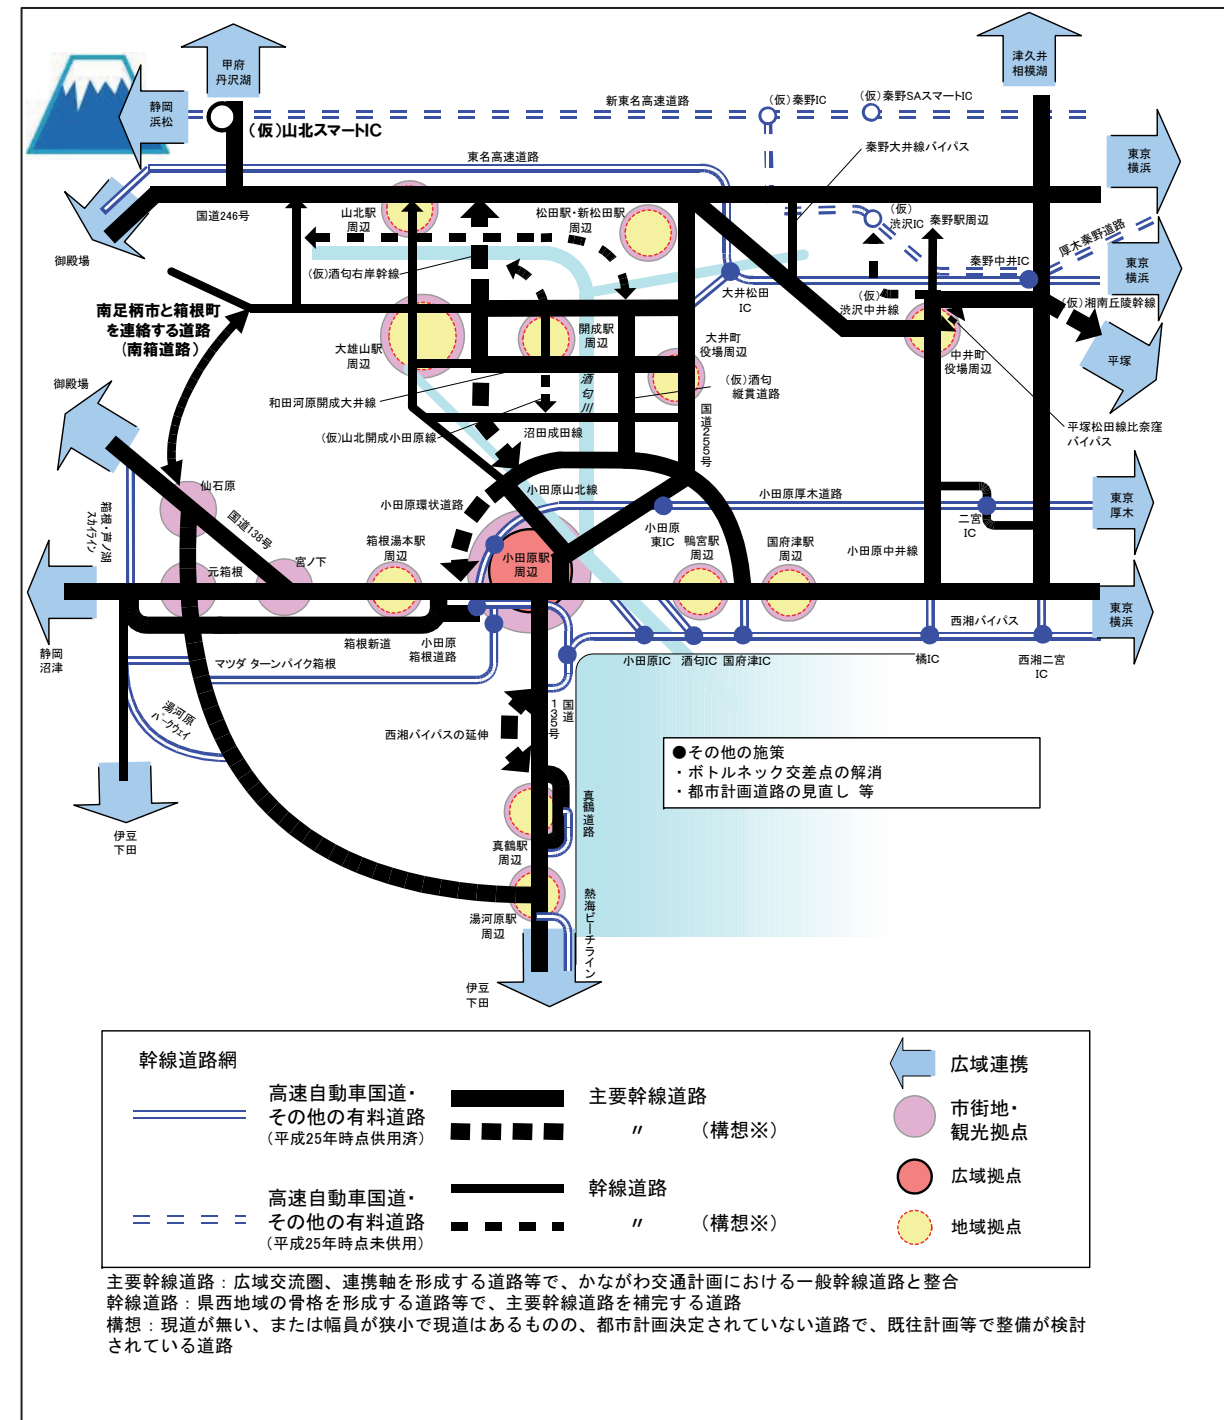 甲府
丹沢湖
津久井
相模湖
静岡
浜松
(仮)山北スマートIC
新東名高速道路
(仮)秦野IC
(仮)秦野SAスマートIC
東名高速道路
秦野大井線バイパス
東京
横浜
国道246号
山北駅
周辺
松田駅・新松田駅
周辺
(仮)
渋沢IC
秦野駅周辺
厚木秦野道路
御殿場
(仮)酒匂右岸幹線
秦野中井IC
東京
横浜
大井松田
IC
(仮)
渋沢中井線
(仮)湘南丘陵幹線
南足柄市と箱根町
を連絡する道路
(南箱道路)
大雄山駅
周辺
開成駅
周辺
大井町
役場周辺
中井町
役場周辺
平塚
御殿場
和田河原開成大井線
酒匂川
(仮)酒匂
縦貫道路
国道255号
(仮)山北開成小田原線
沼田成田線
平塚松田線比奈窪
バイパス
仙石原
小田原環状道路
小田原山北線
小田原厚木道路
東京
厚木
箱根・芦ノ湖
スカイライン
国道138号
小田原
東IC
二宮
IC
箱根湯本駅
周辺
小田原駅
周辺
鴨宮駅
周辺
国府津駅
周辺
小田原中井線
元箱根
宮ノ下
東京
横浜
静岡
沼津
箱根新道
小田原
箱根道路
西湘バイパス
マツダ ターンパイク箱根
小田原IC
酒匂IC
国府津IC
橘IC
西湘二宮
IC
湯河原
パークウェイ
国道
135号
西湘バイパスの延伸
●その他の施策
・ボトルネック交差点の解消
・都市計画道路の見直し 等
真鶴道路
伊豆
下田
真鶴駅
周辺
熱海ビーチライン
湯河原駅
周辺
伊豆
下田
幹線道路網
高速自動車国道・
その他の有料道路
(平成25年時点供用済)
主要幹線道路
〃 (構想※)
高速自動車国道・
その他の有料道路
(平成25年時点未供用)
幹線道路
〃 (構想※)
広域連携
市街地・
観光拠点
広域拠点
地域拠点
主要幹線道路：広域交流圏、連携軸を形成する道路等で、かながわ交通計画における一般幹線道路と整合
幹線道路：県西地域の骨格を形成する道路等で、主要幹線道路を補完する道路
構想：現道が無い、または幅員が狭小で現道はあるものの、都市計画決定されていない道路で、既往計画等で整備が検討
されている道路